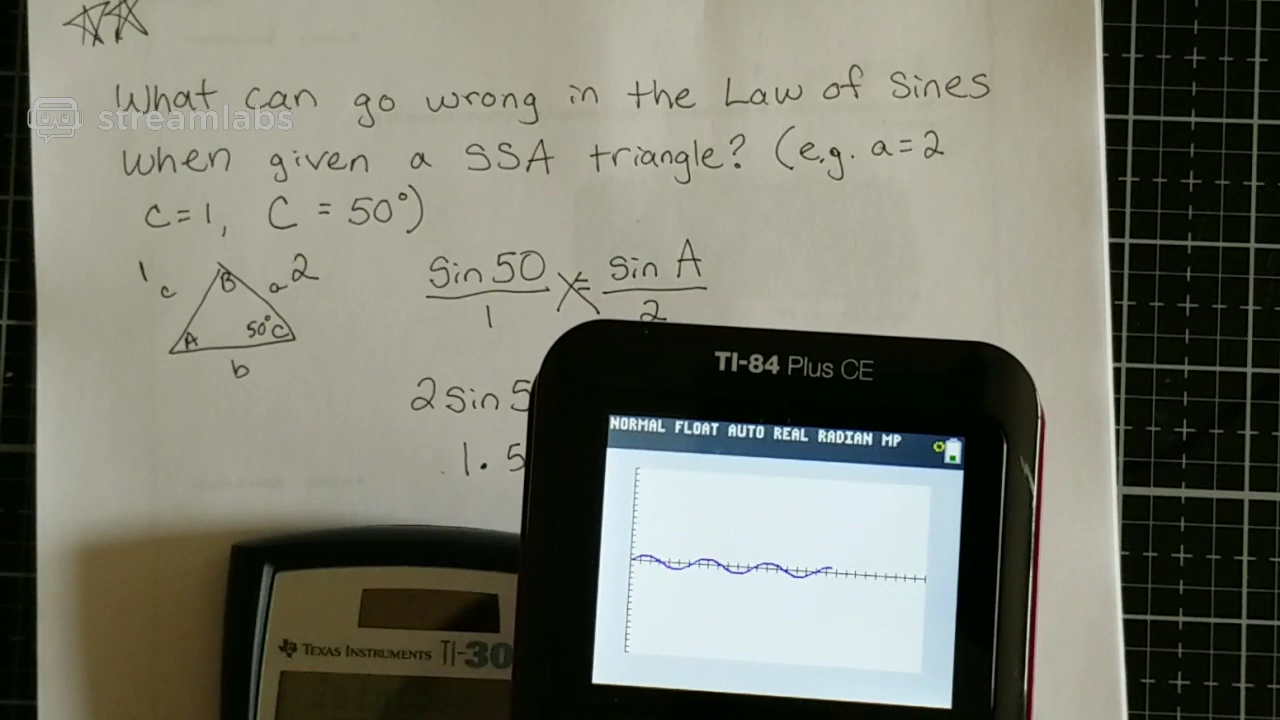 What can go wrong in the Law of Sines
streamlabs
when given a SSA triangle? (e.g. a=2
c=1, C = 50°)
1 c B a 2
A 50° C
b
sin 50 = sin A
1 2
2 sin 5
1.5
TI-84 Plus CE
NORMAL FLOAT AUTO REAL RADIAN MP
TEXAS INSTRUMENTS TI-30